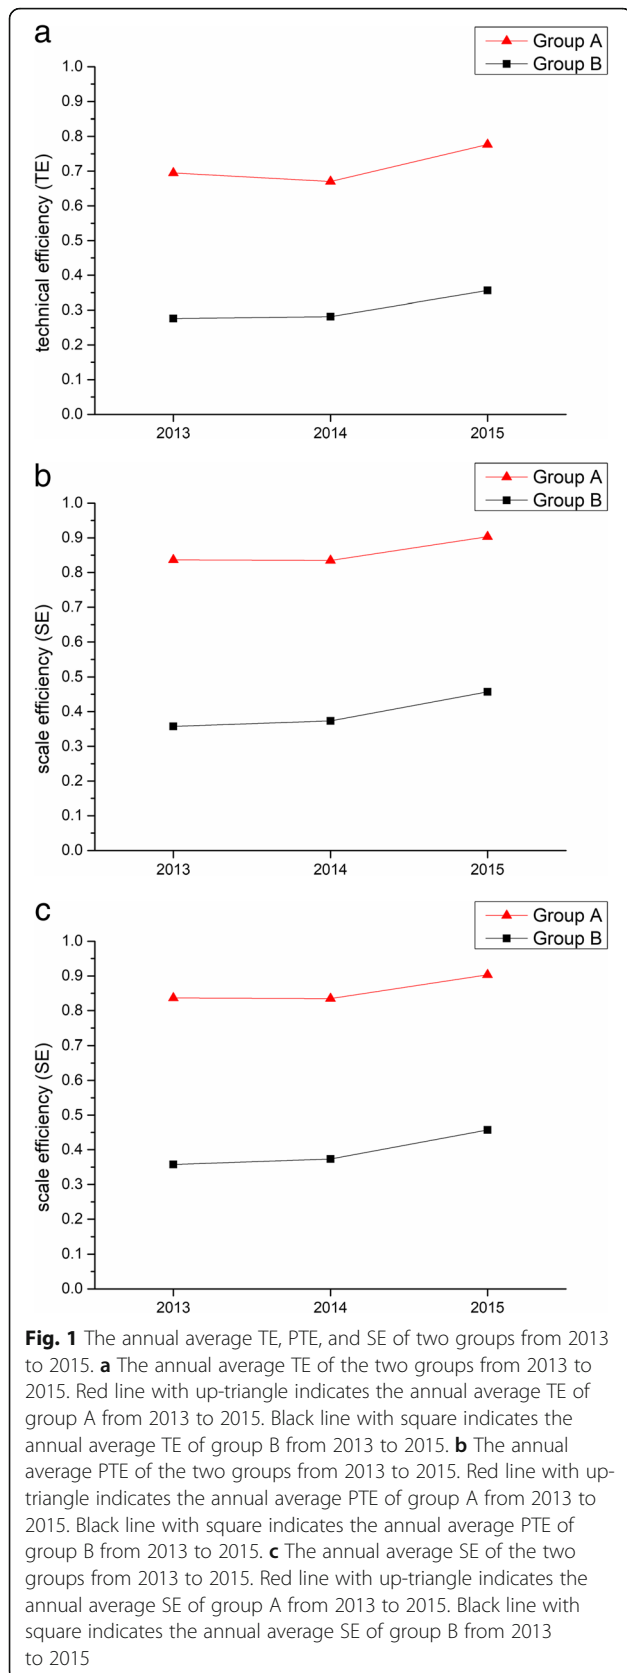 a
Group A
Group B
1.0
0.9
0.8
0.7
0.6
0.5
0.4
0.3
0.2
0.1
0.0
technical efficiency (TE)
2013 2014 2015
b
Group A
Group B
1.0
0.9
0.8
0.7
0.6
0.5
0.4
0.3
0.2
0.1
0.0
scale efficiency (SE)
2013 2014 2015
c
Group A
Group B
1.0
0.9
0.8
0.7
0.6
0.5
0.4
0.3
0.2
0.1
0.0
scale efficiency (SE)
2013 2014 2015
Fig. 1 The annual average TE, PTE, and SE of two groups from 2013
to 2015. a The annual average TE of the two groups from 2013 to
2015. Red line with up-triangle indicates the annual average TE of
group A from 2013 to 2015. Black line with square indicates the
annual average TE of group B from 2013 to 2015. b The annual
average PTE of the two groups from 2013 to 2015. Red line with up-
triangle indicates the annual average PTE of group A from 2013 to
2015. Black line with square indicates the annual average PTE of
group B from 2013 to 2015. c The annual average SE of the two
groups from 2013 to 2015. Red line with up-triangle indicates the
annual average SE of group A from 2013 to 2015. Black line with
square indicates the annual average SE of group B from 2013
to 2015